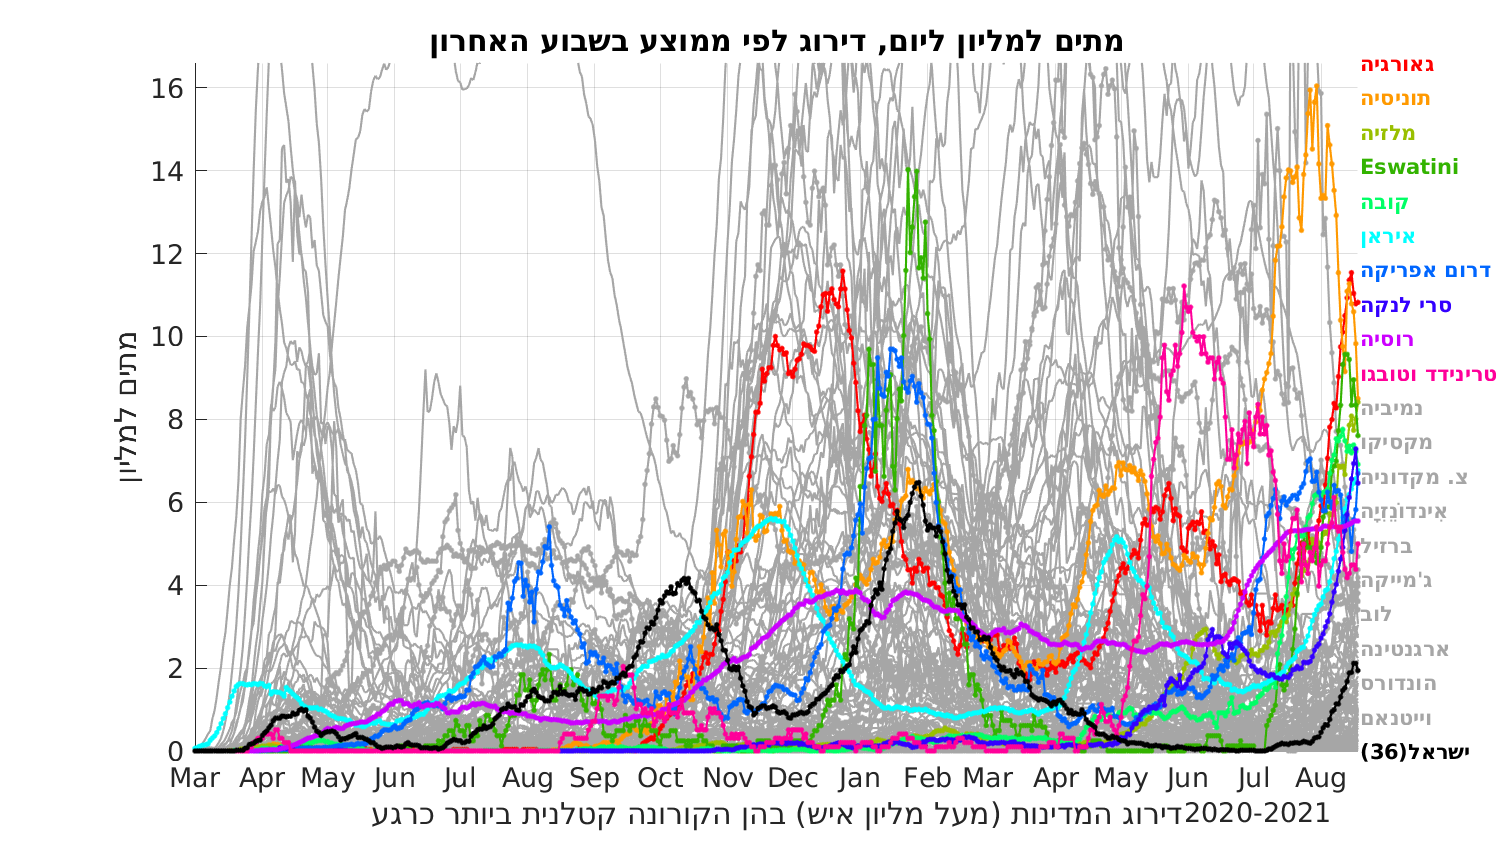 מתים למליון ליום, דירוג לפי ממוצע בשבוע האחרון
מתים למליון
16
14
12
10
8
6
4
2
0
Mar Apr May Jun Jul Aug Sep Oct Nov Dec Jan Feb Mar Apr May Jun Jul Aug
דירוג המדינות (מעל מליון איש) בהן הקורונה קטלנית ביותר כרגע2020-2021
גאורגיה
תוניסיה
מלזיה
Eswatini
קובה
איראן
דרום אפריקה
סרי לנקה
רוסיה
טרינידד וטובגו
נמיביה
מקסיקו
צ. מקדוניה
אִינדוֹנֵזְיָה
ברזיל
ג'מייקה
לוב
ארגנטינה
הונדורס
וייטנאם
ישראל(36)